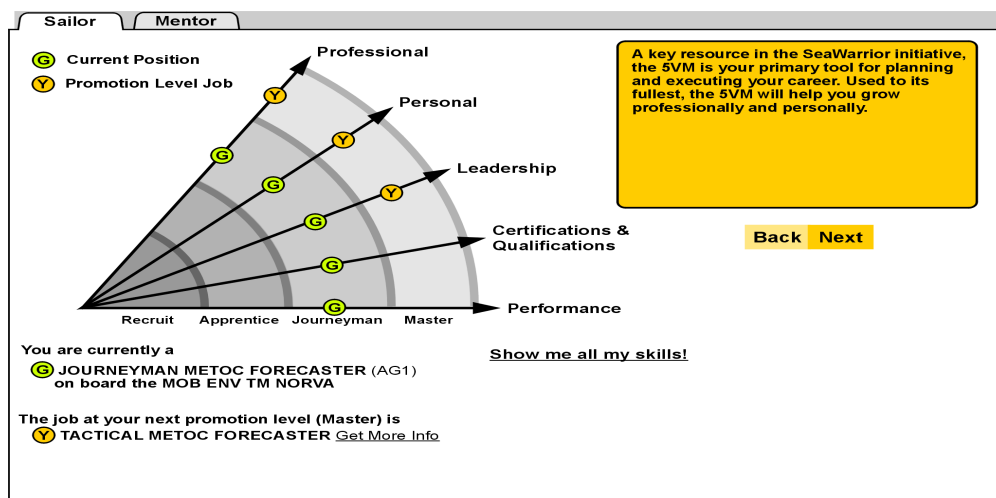 Sailor
Mentor
G Current Position
Y Promotion Level Job
Professional
Personal
Leadership
Certifications &
Qualifications
Performance
Y
Y
Y
G
G
G
G
G
Recruit
Apprentice
Journeyman
Master
A key resource in the SeaWarrior initiative,
the 5VM is your primary tool for planning
and executing your career. Used to its
fullest, the 5VM will help you grow
professionally and personally.
Back
Next
You are currently a
G JOURNEYMAN METOC FORECASTER (AG1)
on board the MOB ENV TM NORVA
Show me all my skills!
The job at your next promotion level (Master) is
Y TACTICAL METOC FORECASTER Get More Info